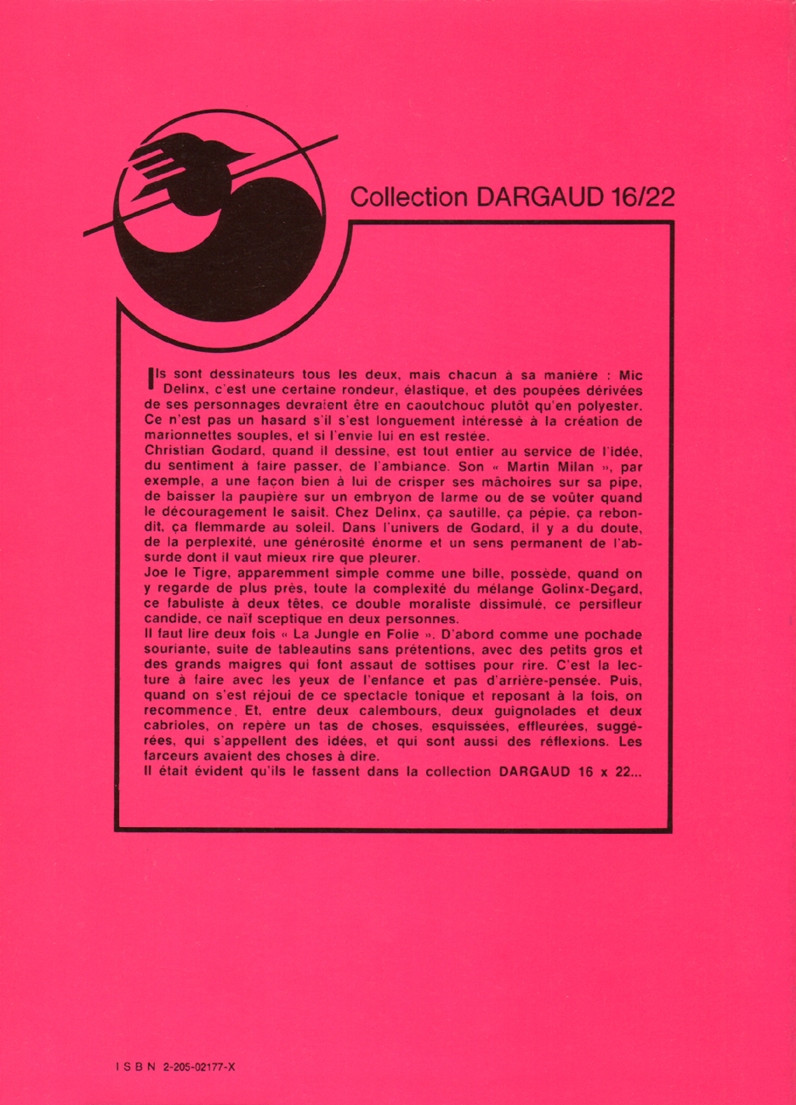 Collection DARGAUD 16/22
Ils sont dessinateurs tous les deux, mais chacun à sa manière : Mic
Delinx, c'est une certaine rondeur, élastique, et des poupées dérivées
de ses personnages devraient être en caoutchouc plutôt qu'en polyester.
Ce n'est pas un hasard s'il s'est longuement intéressé à la création de
marionnettes souples, et si l'envie lui en est restée.
Christian Godard, quand il dessine, est tout entier au service de l'idée,
du sentiment à faire passer, de l'ambiance. Son « Martin Milan », par
exemple, a une façon bien à lui de crisper ses mâchoires sur sa pipe,
de baisser la paupière sur un embryon de larme ou de se voûter quand
le découragement le saisit. Chez Delinx, ça sautille, ça pépie, ça rebon-
dit, ça flemmarde au soleil. Dans l'univers de Godard, il y a du doute,
de la perplexité, une générosité énorme et un sens permanent de l'ab-
surde dont il vaut mieux rire que pleurer.
Joe le Tigre, apparemment simple comme une bille, possède, quand on
y regarde de plus près, toute la complexité du mélange Golinx-Degard,
ce fabuliste à deux têtes, ce double moraliste dissimulé, ce persifleur
candide, ce naïf sceptique en deux personnes.
Il faut lire deux fois « La Jungle en Folie ». D'abord comme une pochade
souriante, suite de tableautins sans prétentions, avec des petits gros et
des grands maigres qui font assaut de sottises pour rire. C'est la lec-
ture à faire avec les yeux de l'enfance et pas d'arrière-pensée. Puis,
quand on s'est réjoui de ce spectacle tonique et reposant à la fois, on
recommence. Et, entre deux calembours, deux guignolades et deux
cabrioles, on repère un tas de choses, esquissées, effleurées, suggé-
rées, qui s'appellent des idées, et qui sont aussi des réflexions. Les
farceurs avaient des choses à dire.
Il était évident qu'ils le fassent dans la collection DARGAUD 16 x 22...
ISBN 2-205-02177-X